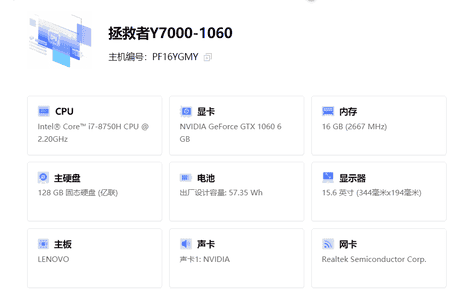 拯救者Y7000-1060
主机编号：PF16YGMY
CPU
Intel® Core™ i7-8750H CPU @
2.20GHz
显卡
NVIDIA GeForce GTX 1060 6
GB
内存
16 GB (2667 MHz)
主硬盘
128 GB 固态硬盘 (亿联)
电池
出厂设计容量: 57.35 Wh
显示器
15.6 英寸 (344毫米x194毫米)
主板
LENOVO
声卡
声卡1: NVIDIA
网卡
Realtek Semiconductor Corp.